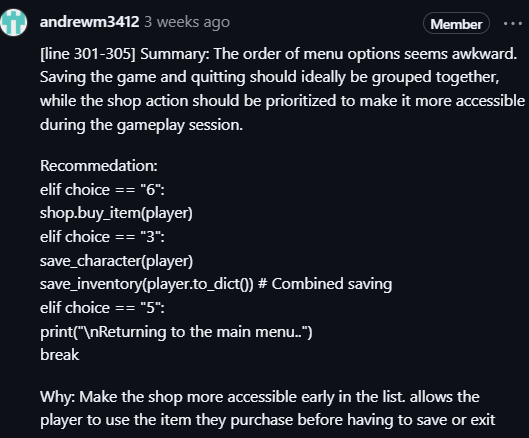 andrewm3412 3 weeks ago Member ...
[line 301-305] Summary: The order of menu options seems awkward.
Saving the game and quitting should ideally be grouped together,
while the shop action should be prioritized to make it more accessible
during the gameplay session.
Recommedation:
elif choice == "6":
shop.buy_item(player)
elif choice == "3":
save_character(player)
save_inventory(player.to_dict()) # Combined saving
elif choice == "5":
print("\nReturning to the main menu..")
break
Why: Make the shop more accessible early in the list. allows the
player to use the item they purchase before having to save or exit